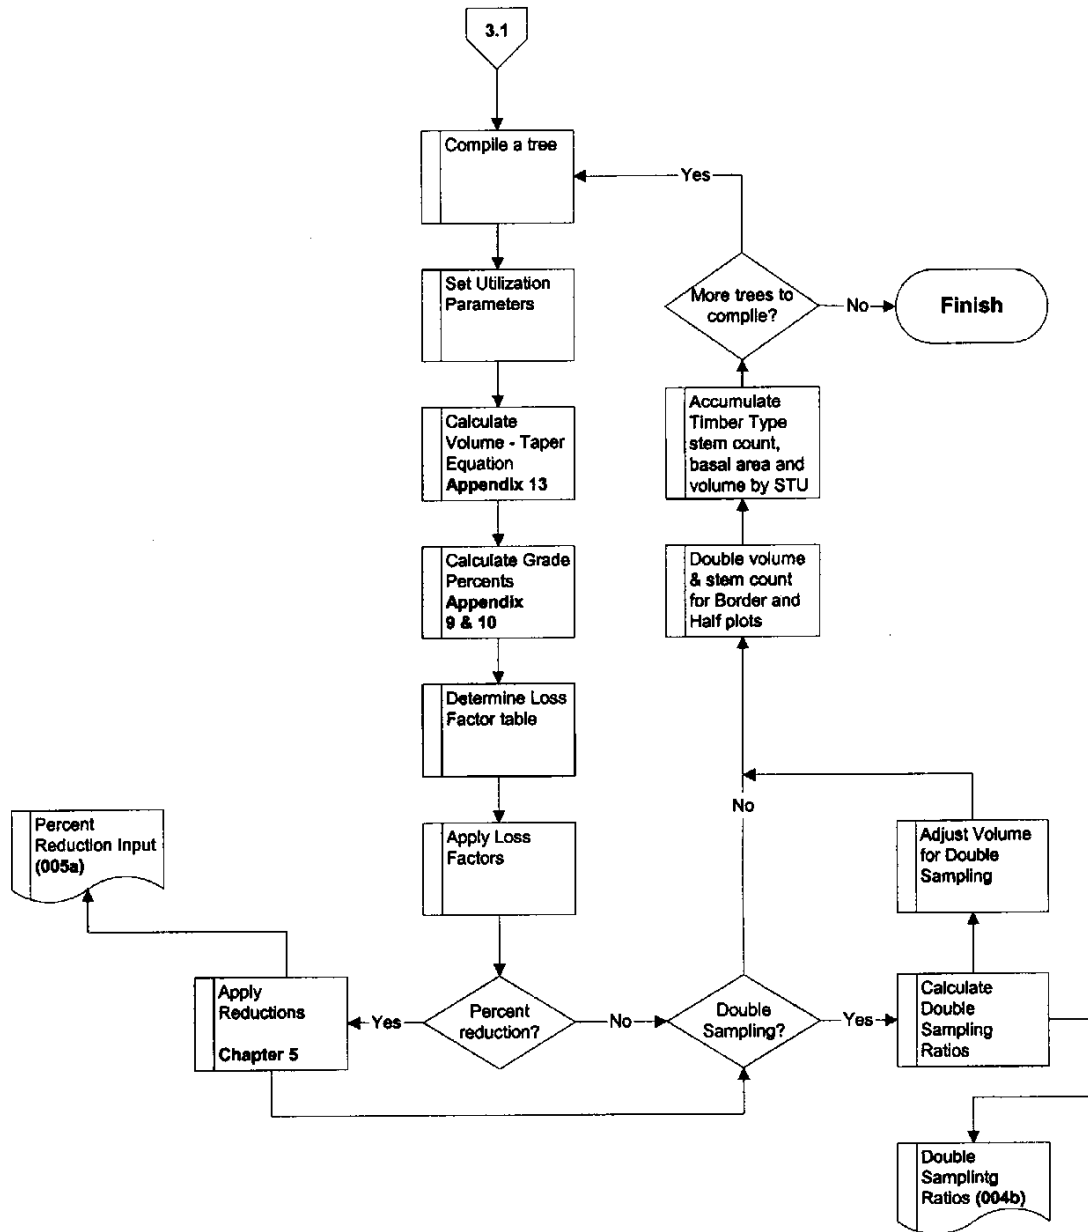 3.1
Compile a tree
Yes
Set Utilization
Parameters
More trees to
compile?
No
Finish
Calculate
Volume - Taper
Equation
Appendix 13
Accumulate
Timber Type
stem count,
basal area and
volume by STU
Calculate Grade
Percents
Appendix
9 & 10
Double volume
& stem count
for Border and
Half plots
Determine Loss
Factor table
No
Percent
Reduction Input
(005a)
Apply Loss
Factors
Adjust Volume
for Double
Sampling
Apply
Reductions
Chapter 5
Yes
Percent
reduction?
No
Double
Sampling?
Yes
Calculate
Double
Sampling
Ratios
Double
Samplintg
Ratios (004b)